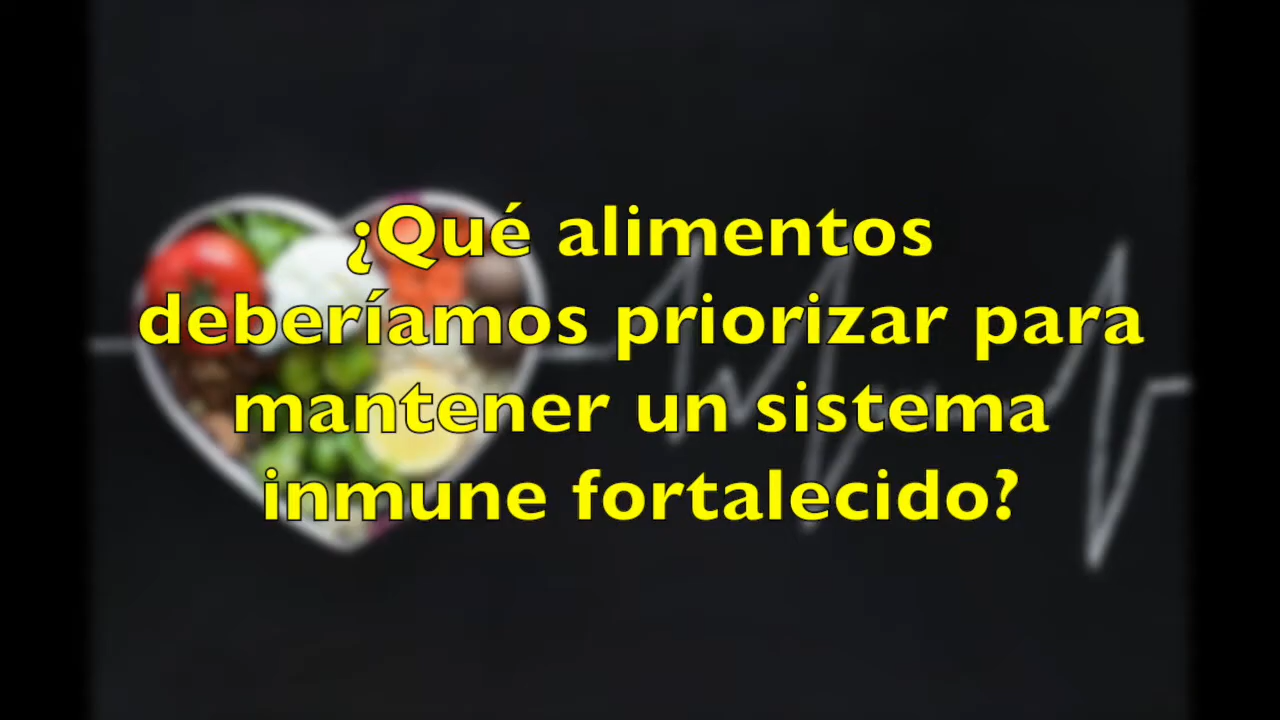 ¿Qué alimentos
deberíamos priorizar para
mantener un sistema
inmune fortalecido?